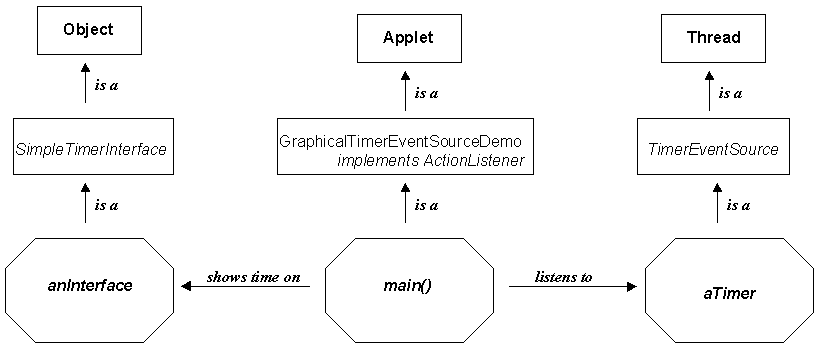 Object
Applet
Thread
is a
is a
is a
SimpleTimerInterface
GraphicalTimerEventSourceDemo
implements ActionListener
TimerEventSource
is a
is a
is a
anInterface
shows time on
main()
listens to
aTimer